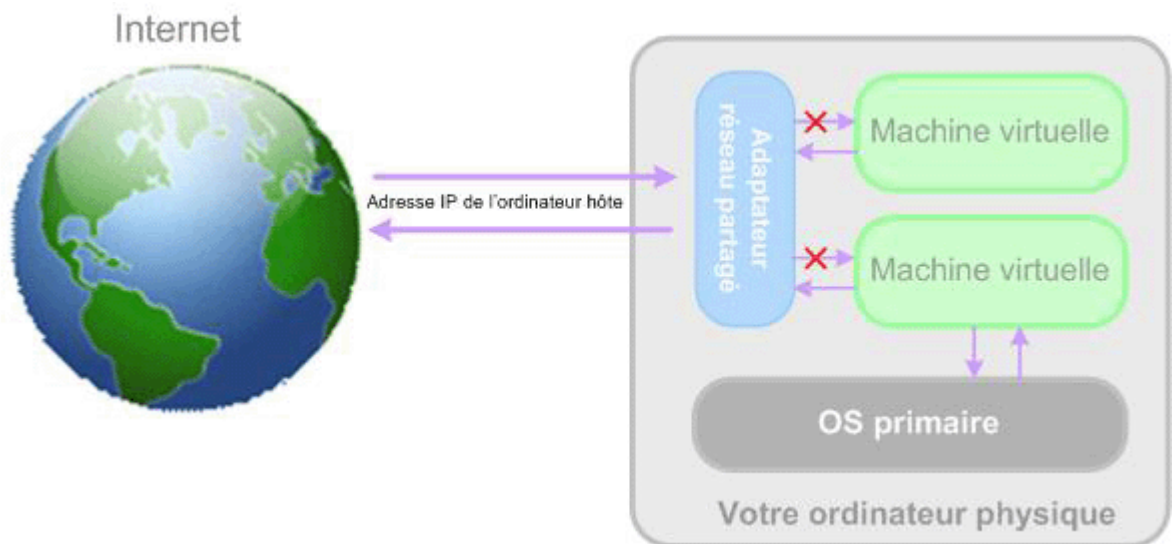 Internet
Adresse IP de l'ordinateur hôte
Adaptateur
réseau partagé
Machine virtuelle
Machine virtuelle
OS primaire
Votre ordinateur physique